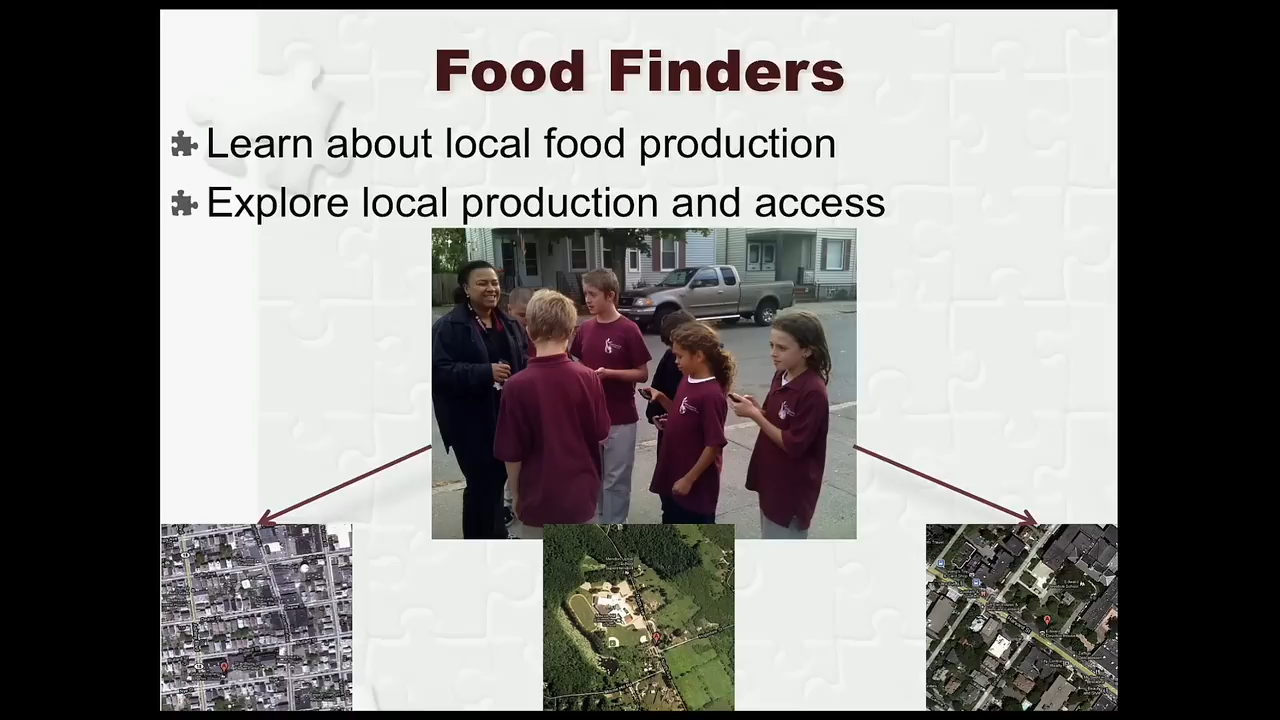 Food Finders
Learn about local food production
Explore local production and access